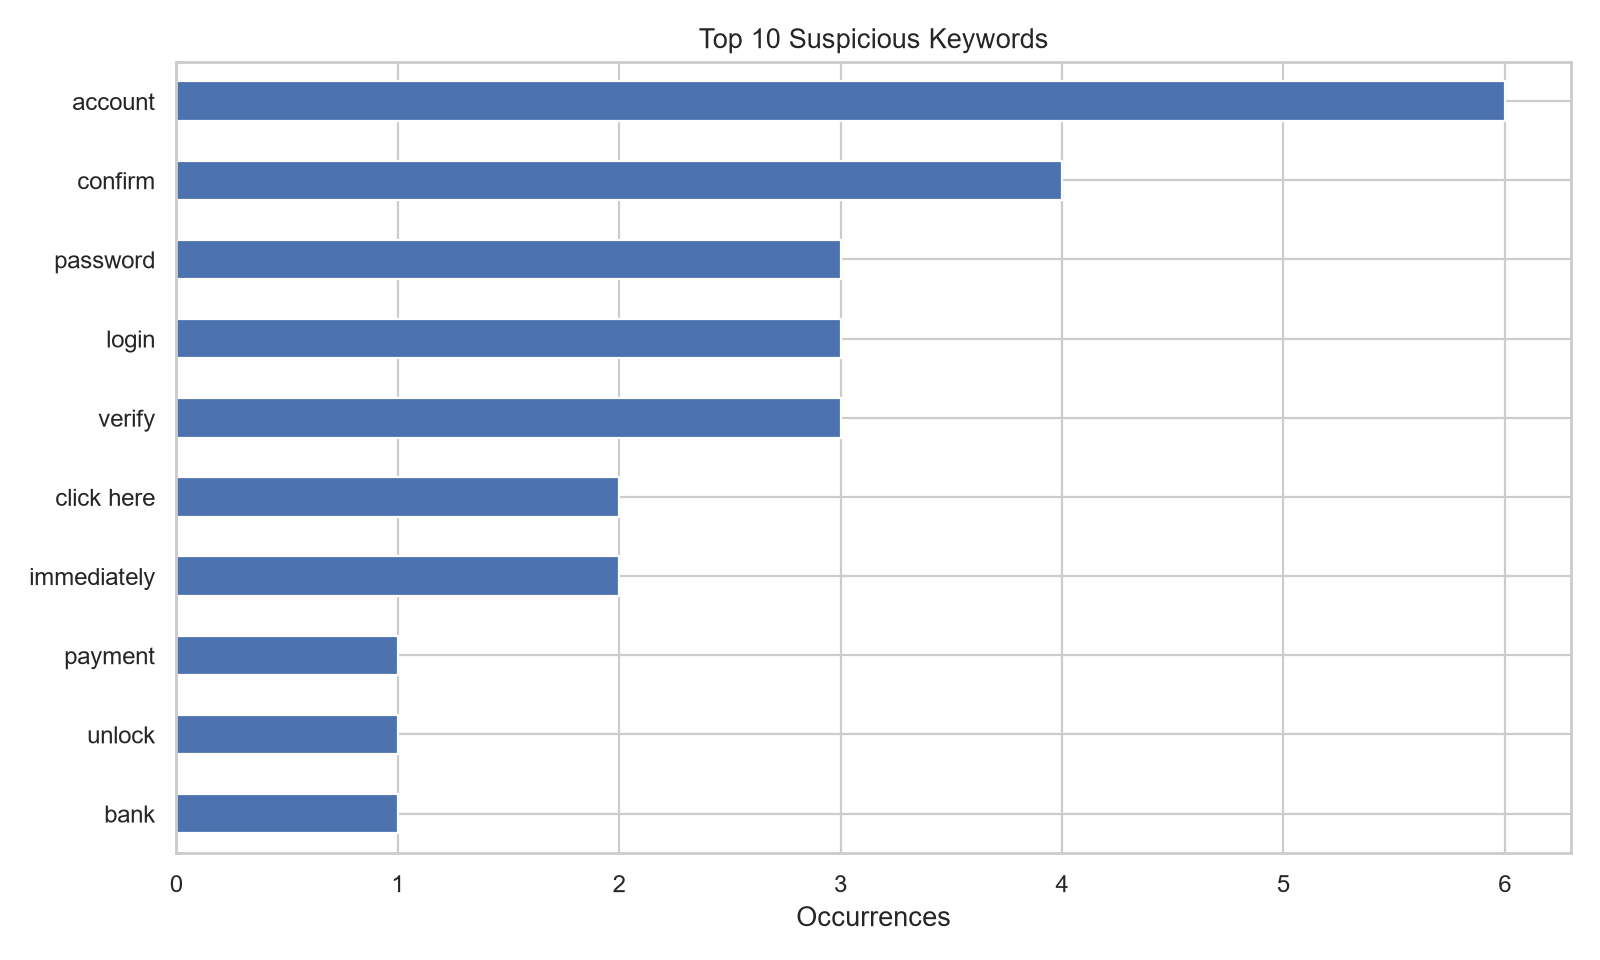 Top 10 Suspicious Keywords
account
confirm
password
login
verify
click here
immediately
payment
unlock
bank
0 1 2 3 4 5 6
Occurrences